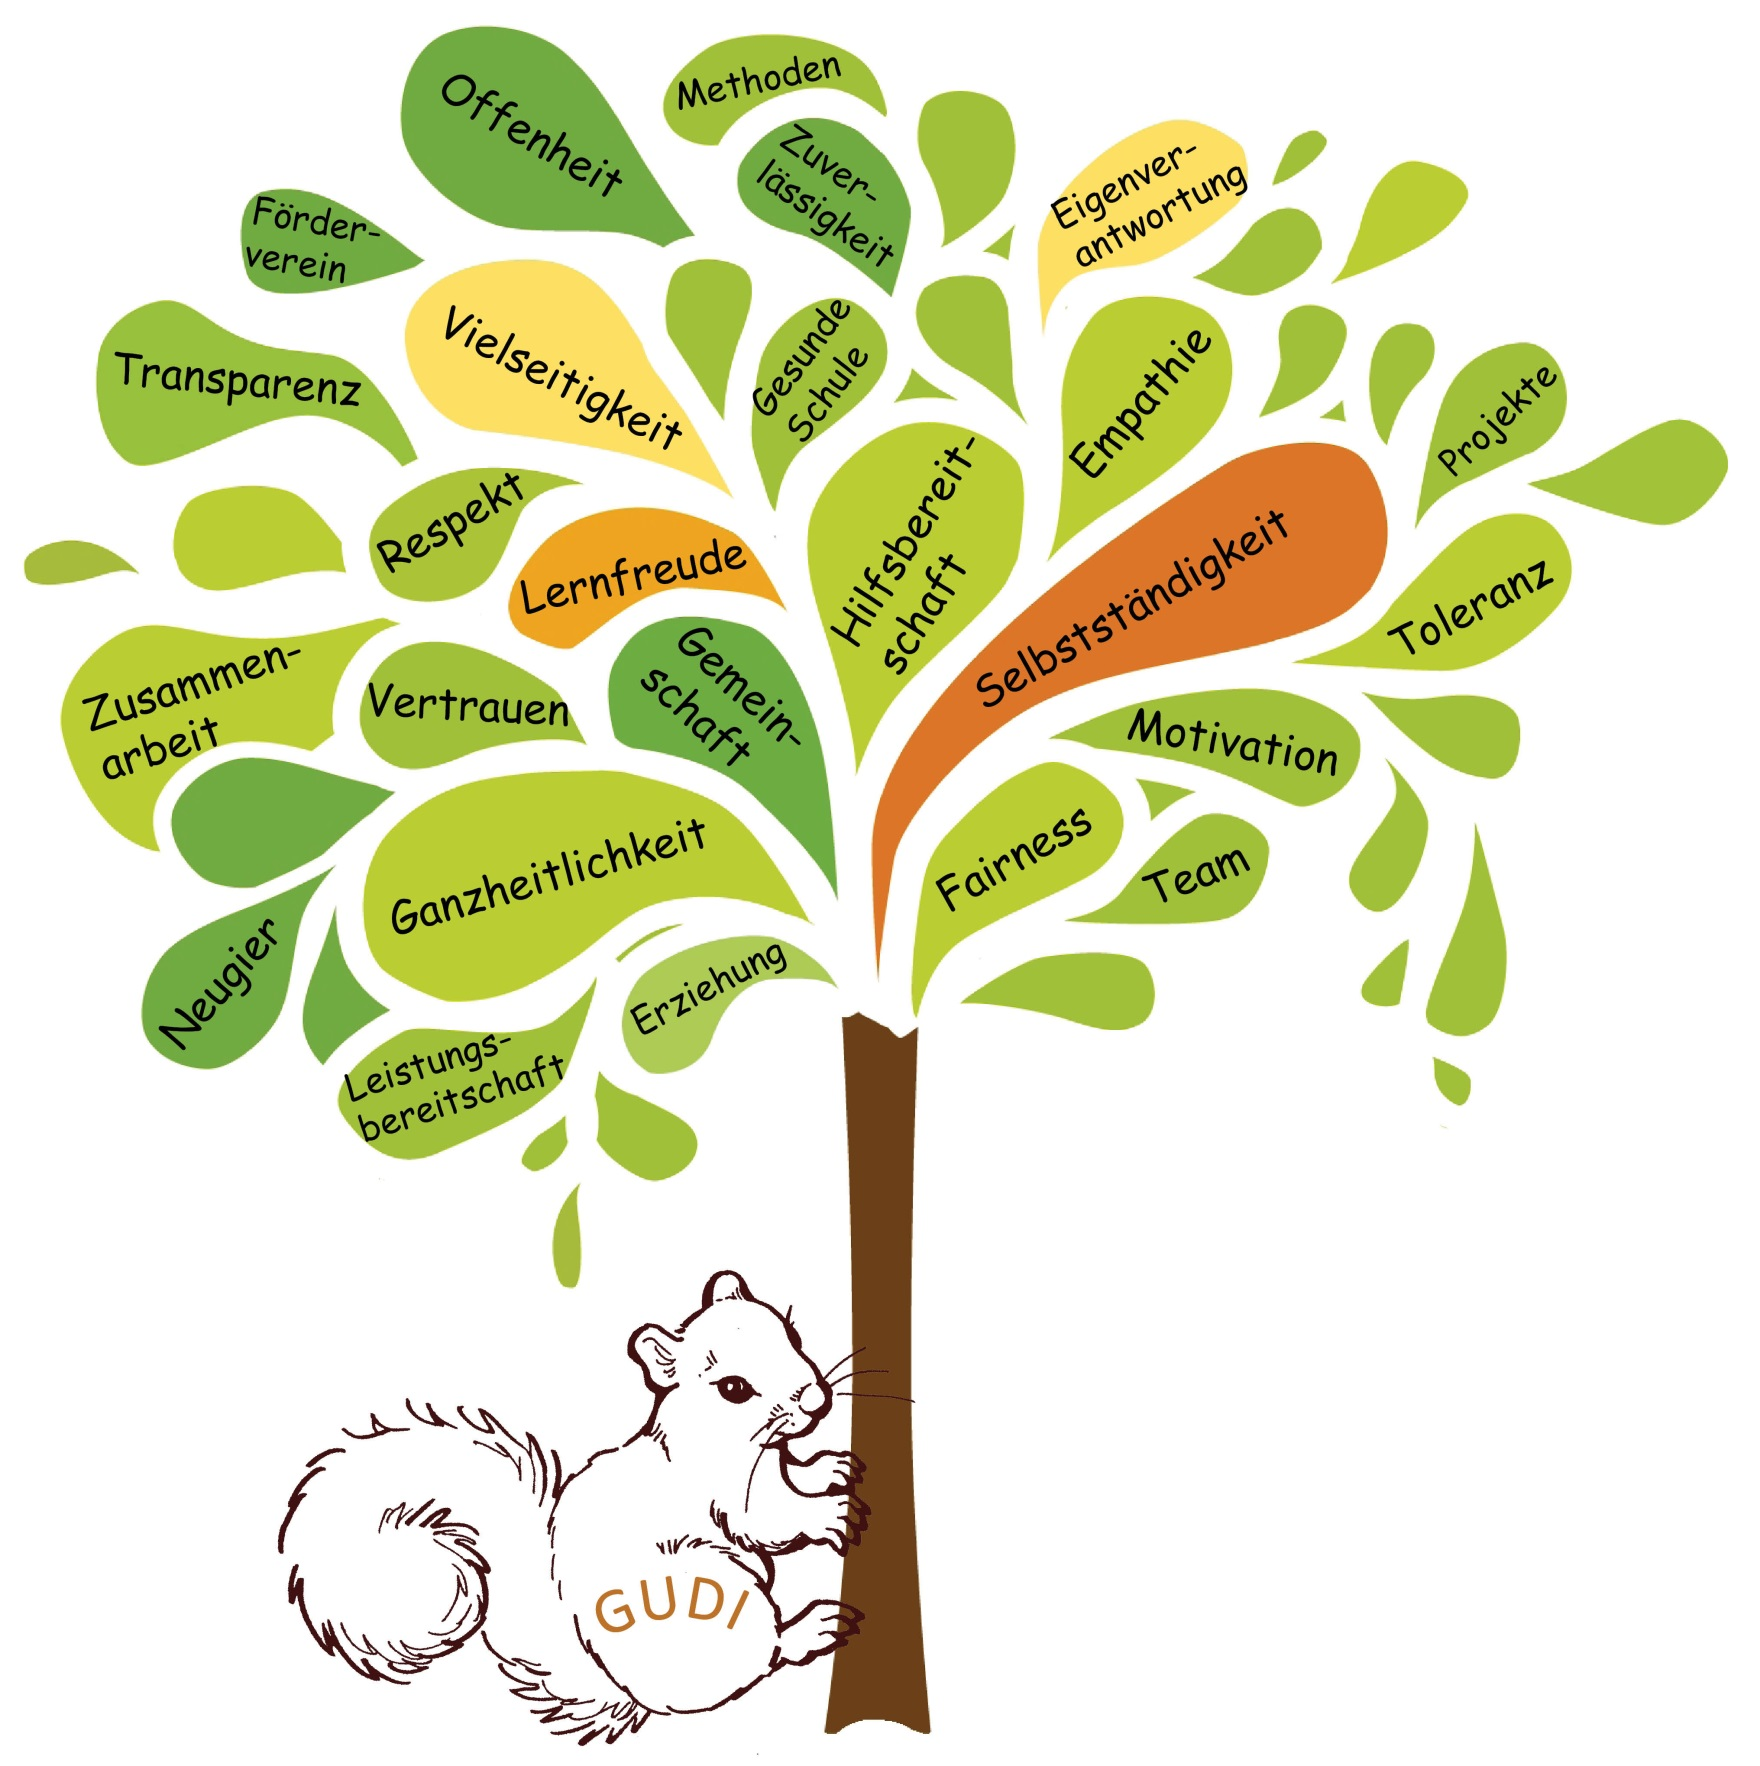 Offenheit
Methoden
Zuver-
lässigkeit
Eigenver-
antwortung
Förder-
verein
Vielseitigkeit
Gesunde
Schule
Empathie
Transparenz
Projekte
Respekt
Lernfreude
Hilfsbereit-
schaft
Selbstständigkeit
Toleranz
Zusammen-
arbeit
Vertrauen
Gemein-
schaft
Motivation
Ganzheitlichkeit
Fairness
Team
Neugier
Erziehung
Leistungs-
bereitschaft
GUDI